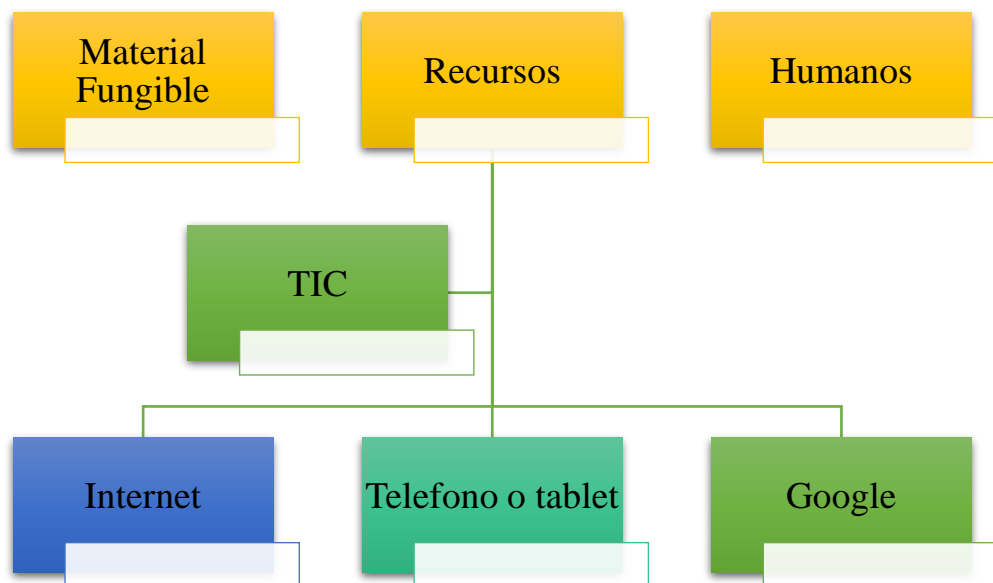 Material
Fungible
Recursos
Humanos
TIC
Internet
Telefono o tablet
Google